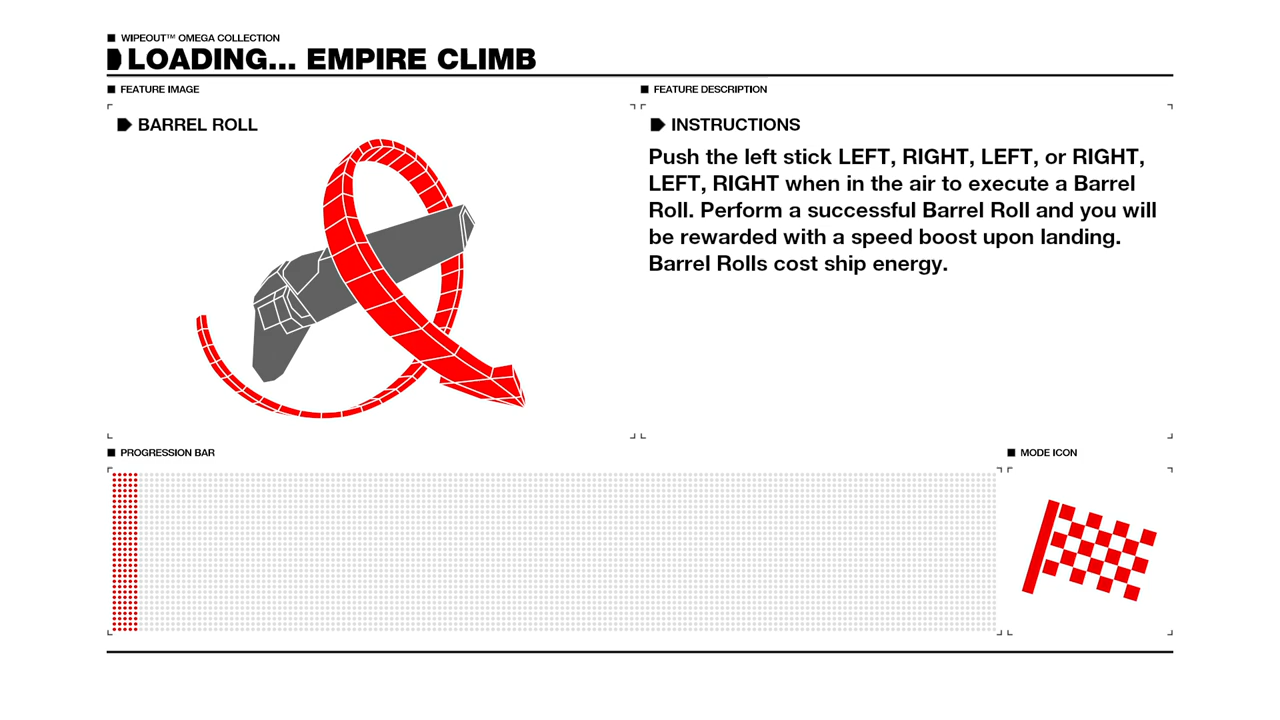 WIPEOUT™ OMEGA COLLECTION
LOADING... EMPIRE CLIMB
FEATURE IMAGE
BARREL ROLL
FEATURE DESCRIPTION
INSTRUCTIONS
Push the left stick LEFT, RIGHT, LEFT, or RIGHT,
LEFT, RIGHT when in the air to execute a Barrel
Roll. Perform a successful Barrel Roll and you will
be rewarded with a speed boost upon landing.
Barrel Rolls cost ship energy.
PROGRESSION BAR
MODE ICON